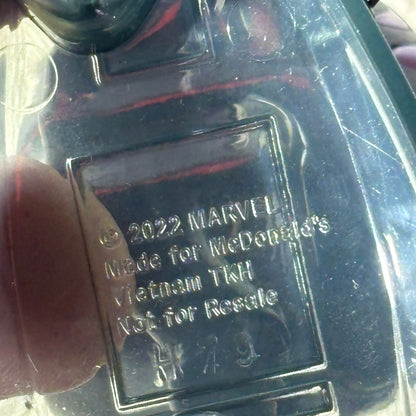 © 2022 MARVEL
Made for McDonald's
Vietnam TKH
Not for Resale